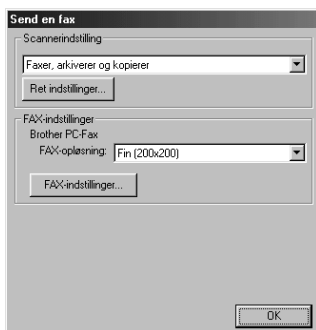 Send en fax
Scannerindstilling
Faxer, arkiverer og kopierer
Ret indstillinger...
FAX-indstillinger
Brother PC-Fax
FAX-opløsning: Fin (200x200)
FAX-indstillinger...
OK